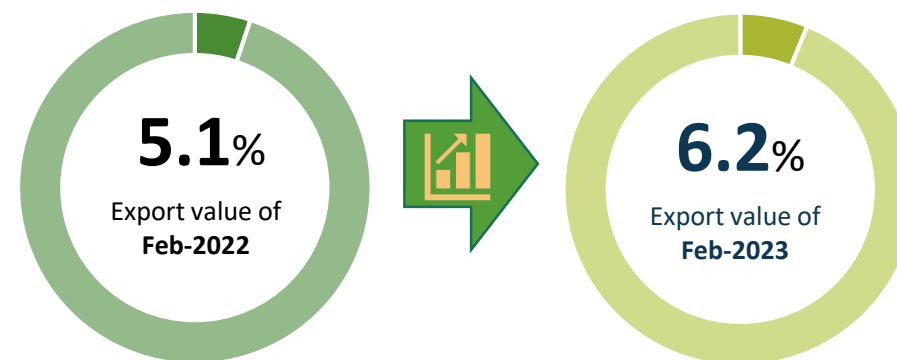 5.1%
Export value of
Feb-2022
6.2%
Export value of
Feb-2023